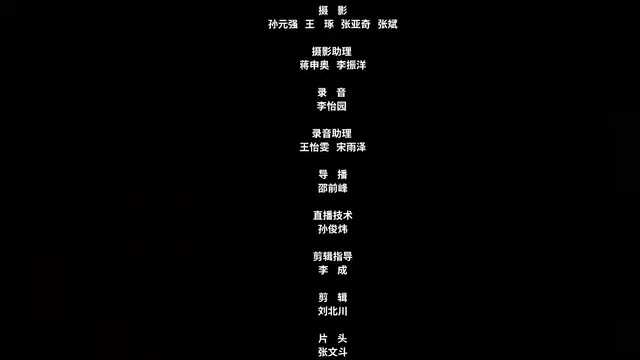 摄　影
孙元强　王　琢　张亚奇　张斌
摄影助理
蒋申奥　李振洋
录　音
李怡园
录音助理
王怡雯　宋雨泽
导　播
邵前峰
直播技术
孙俊炜
剪辑指导
李　成
剪　辑
刘北川
片　头
张文斗